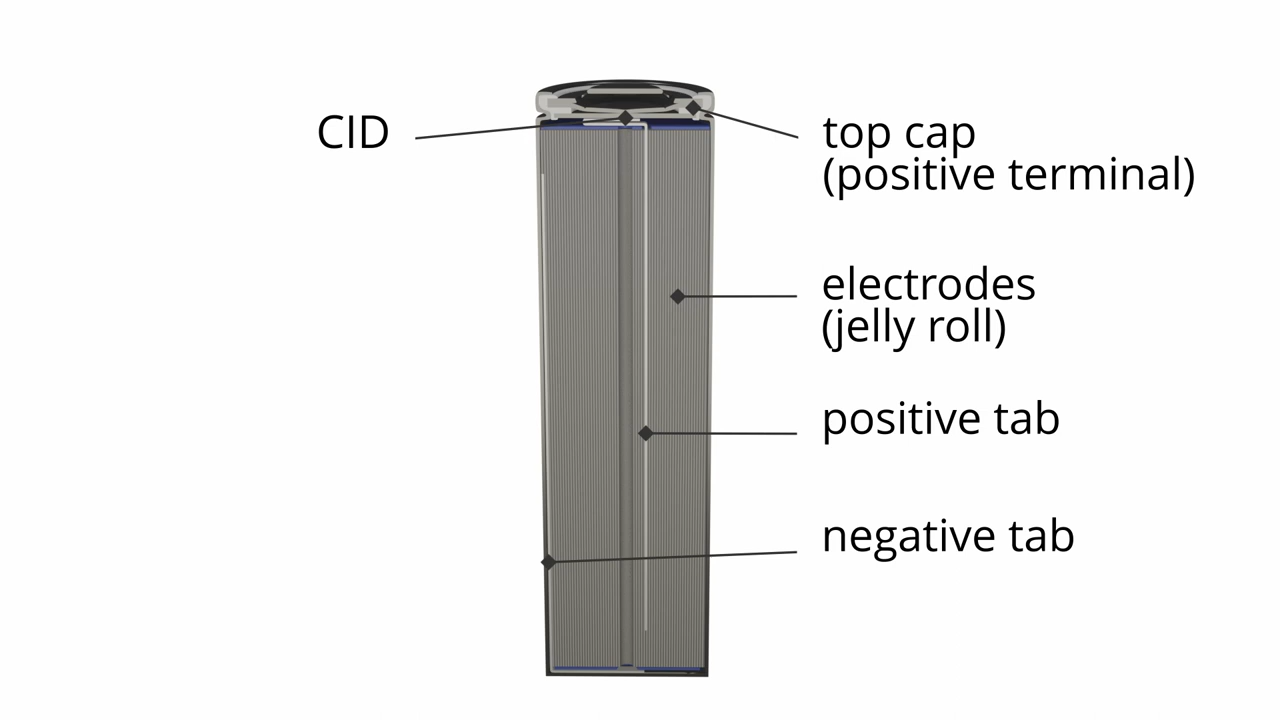 CID
top cap
(positive terminal)
electrodes
(jelly roll)
positive tab
negative tab